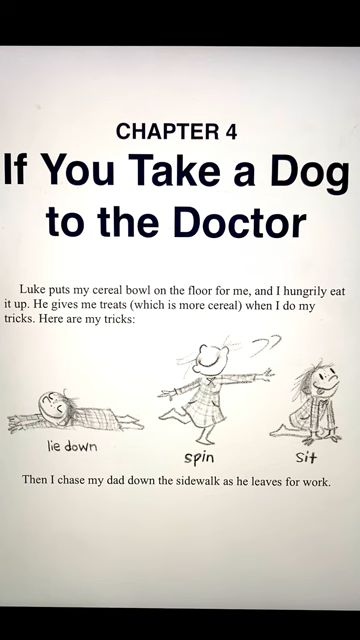 CHAPTER 4
If You Take a Dog
to the Doctor
Luke puts my cereal bowl on the floor for me, and I hungrily eat
it up. He gives me treats (which is more cereal) when I do my
tricks. Here are my tricks:
lie down
spin
sit
Then I chase my dad down the sidewalk as he leaves for work.